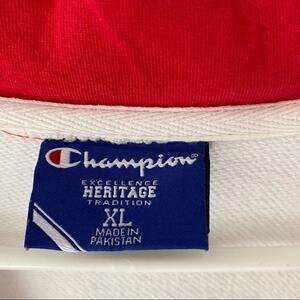 Champion®
EXCELLENCE
HERITAGE
TRADITION
XL
MADE IN
PAKISTAN